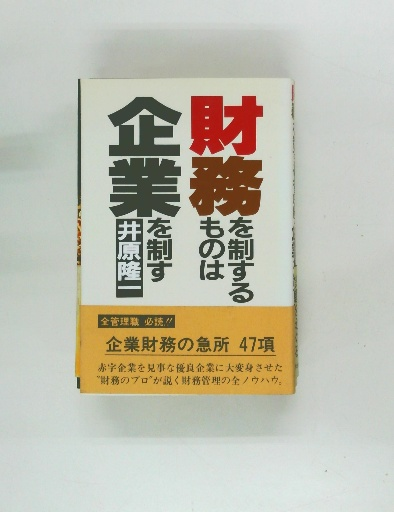 財務を制する
ものは
企業を制す
井原隆一
全管理職 必読!!
企業財務の急所 47項
赤字企業を見事な優良企業に大変身させた
"財務のプロ"が説く財務管理の全ノウハウ。